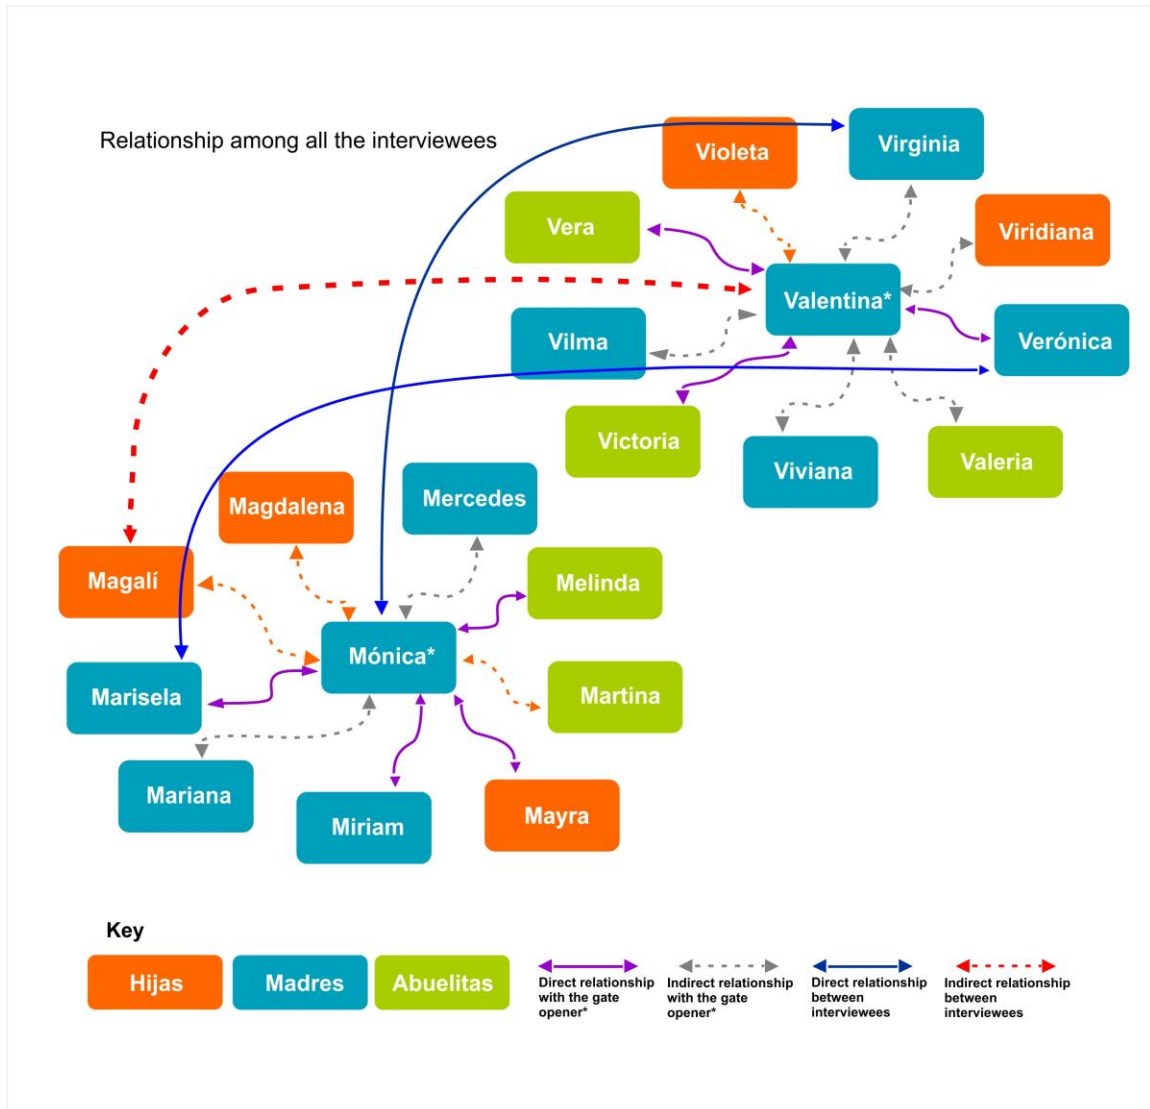 Relationship among all the interviewees
Violeta
Virginia
Vera
Viridiana
Valentina*
Vilma
Verónica
Victoria
Viviana
Valeria
Magdalena
Mercedes
Magalí
Melinda
Mónica*
Marisela
Martina
Mariana
Miriam
Mayra
Key
Hijas
Madres
Abuelitas
Direct relationship
with the gate
opener*
Indirect relationship
with the gate
opener*
Direct relationship
between
interviewees
Indirect relationship
between
interviewees